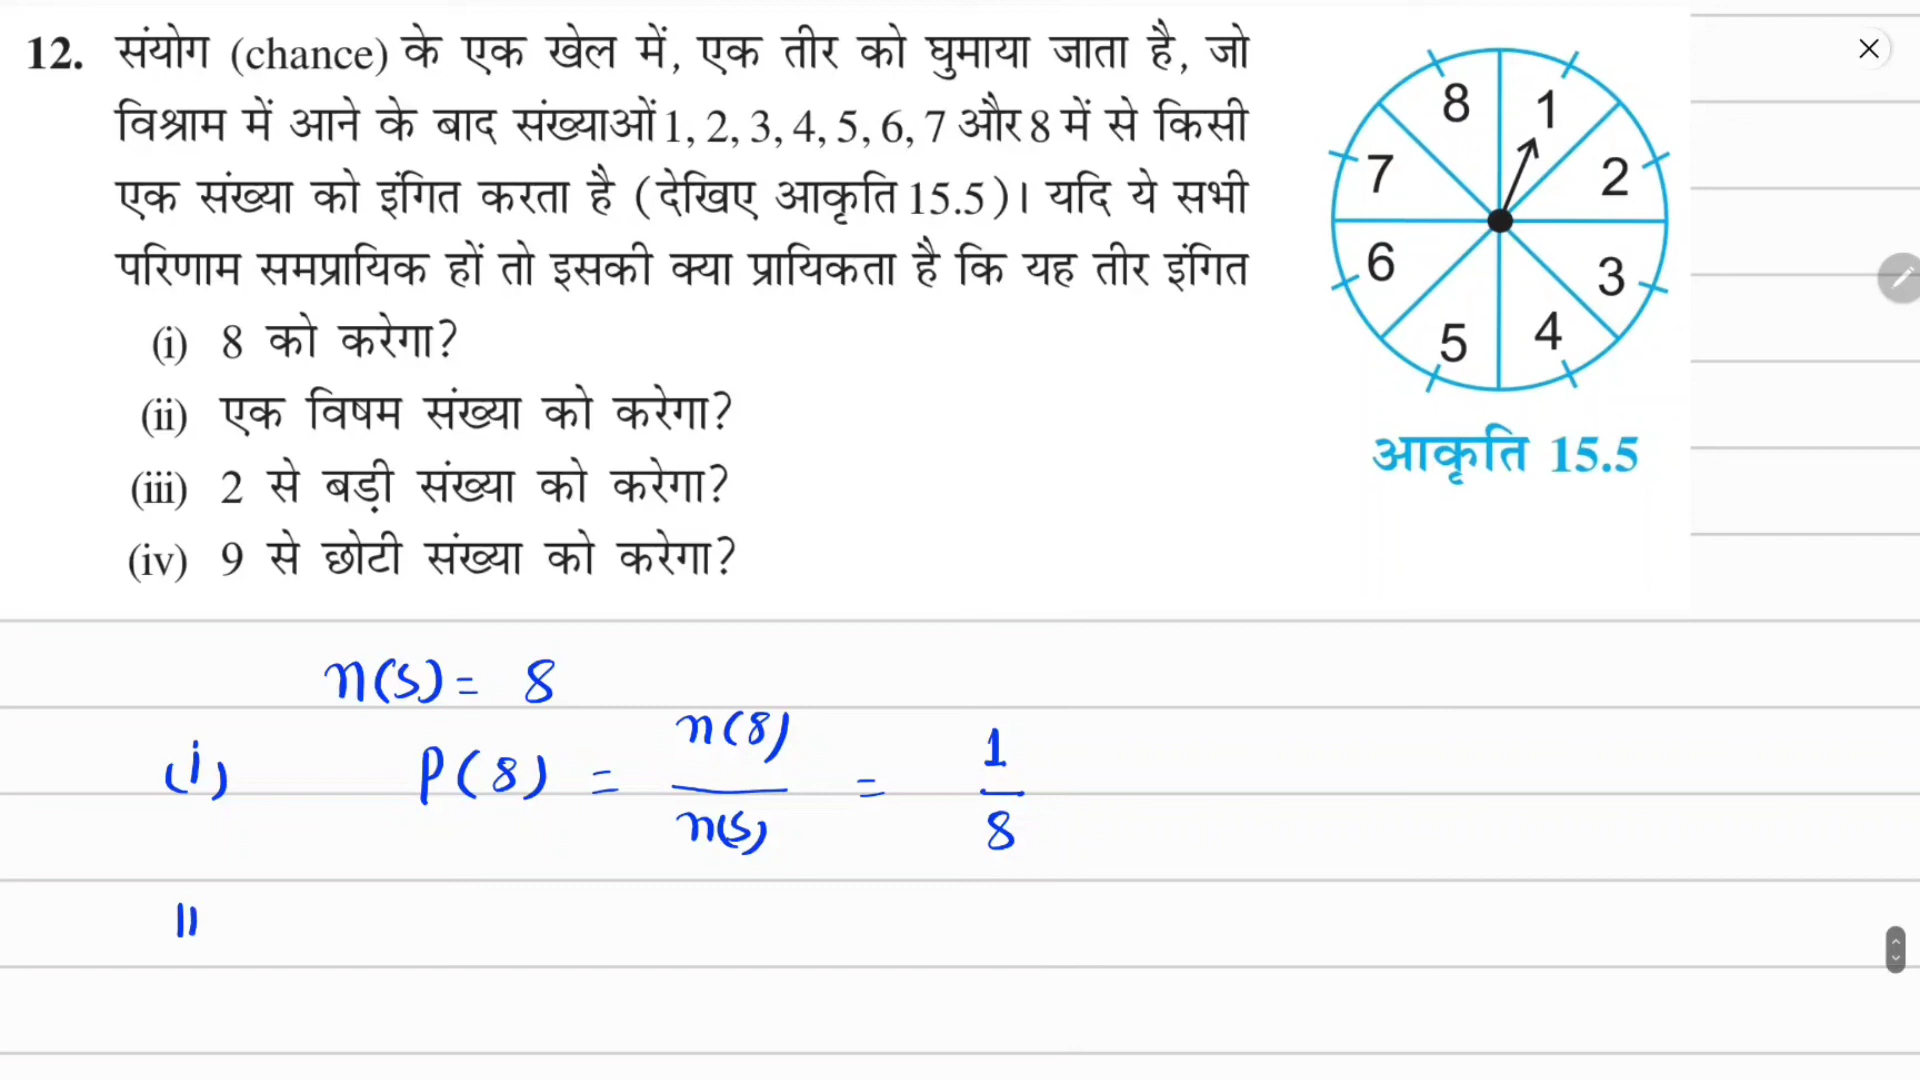 12. संयोग (chance) के एक खेल में, एक तीर को घुमाया जाता है, जो
विश्राम में आने के बाद संख्याओं 1, 2, 3, 4, 5, 6, 7 और 8 में से किसी
एक संख्या को इंगित करता है (देखिए आकृति 15.5)। यदि ये सभी
परिणाम समप्रायिक हों तो इसकी क्या प्रायिकता है कि यह तीर इंगित
(i) 8 को करेगा?
(ii) एक विषम संख्या को करेगा?
(iii) 2 से बड़ी संख्या को करेगा?
(iv) 9 से छोटी संख्या को करेगा?
8 1
7 2
6 3
5 4
आकृति 15.5
n(S) = 8
(i) P(8) = n(8)/n(S) = 1/8
II